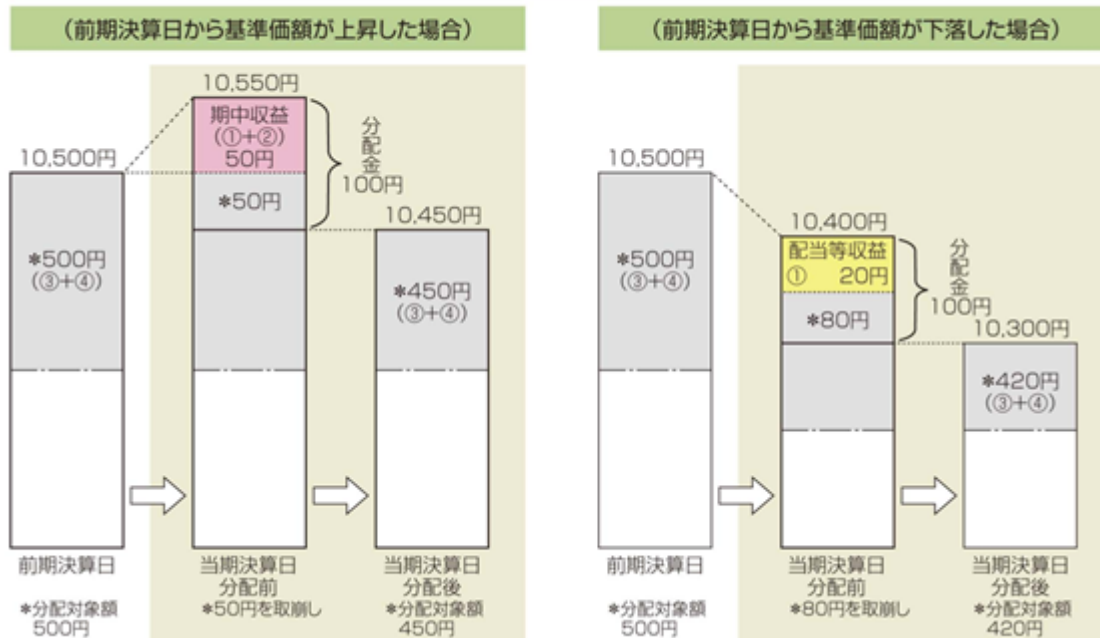 (前期決算日から基準価額が上昇した場合)
10,550円
期中収益
(①+②)
50円
*50円
分配金
100円
10,500円
*500円
(③+④)
10,450円
*450円
(③+④)
前期決算日
*分配対象額
500円
当期決算日
分配前
*50円を取崩し
当期決算日
分配後
*分配対象額
450円
(前期決算日から基準価額が下落した場合)
10,500円
*500円
(③+④)
10,400円
配当等収益
① 20円
*80円
分配金
100円
10,300円
*420円
(③+④)
前期決算日
*分配対象額
500円
当期決算日
分配前
*80円を取崩し
当期決算日
分配後
*分配対象額
420円